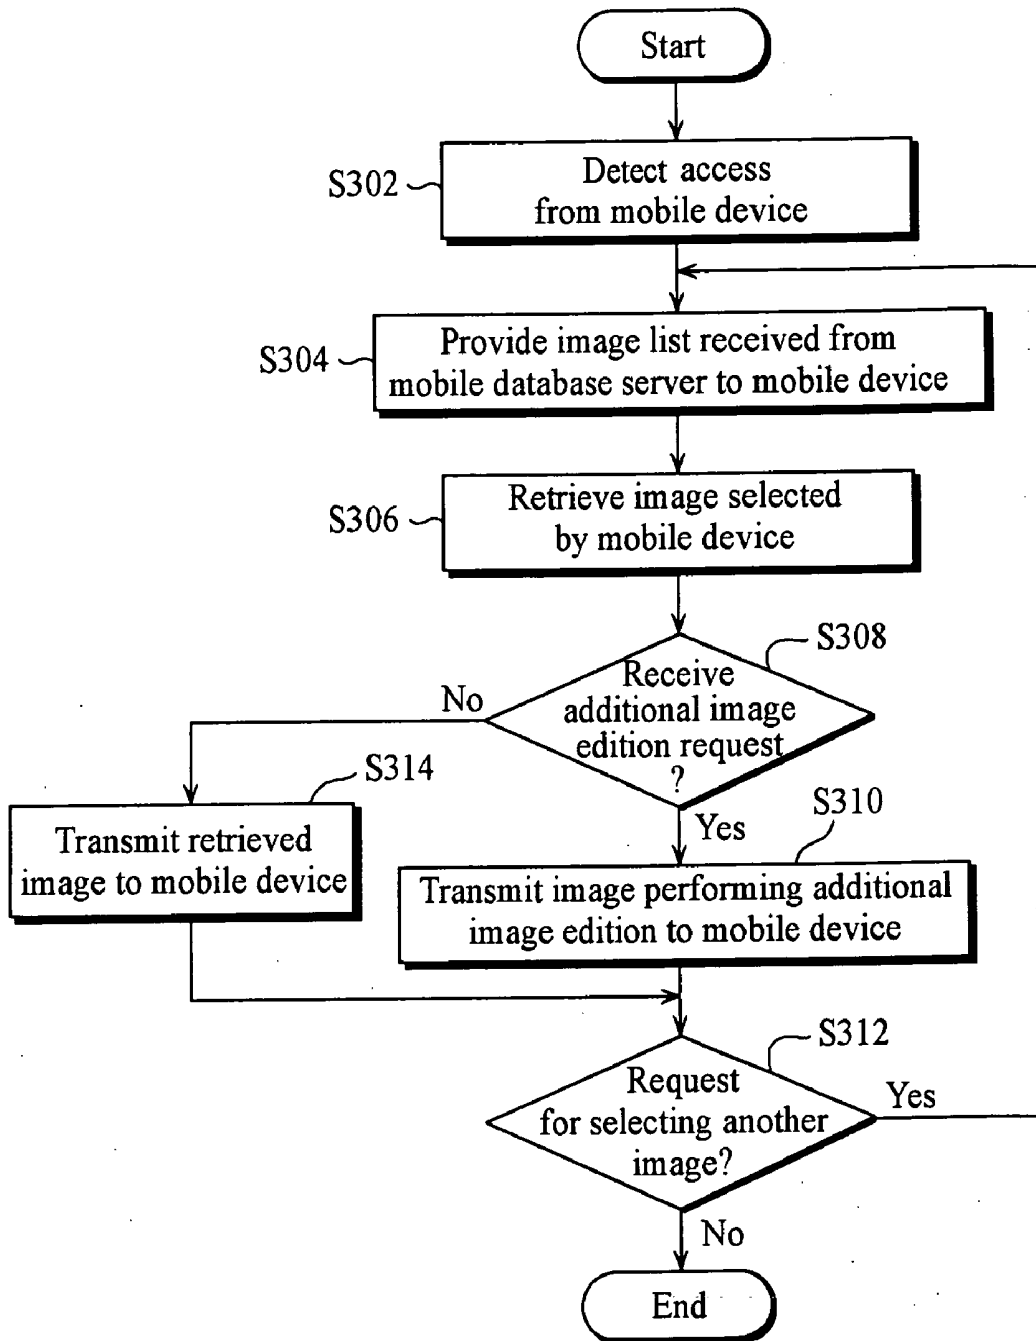 Start
S302
Detect access
from mobile device
S304
Provide image list received from
mobile database server to mobile device
S306
Retrieve image selected
by mobile device
S308
Receive
additional image
edition request
?
No
S314
Transmit retrieved
image to mobile device
Yes
S310
Transmit image performing additional
image edition to mobile device
S312
Request
for selecting another
image?
Yes
No
End